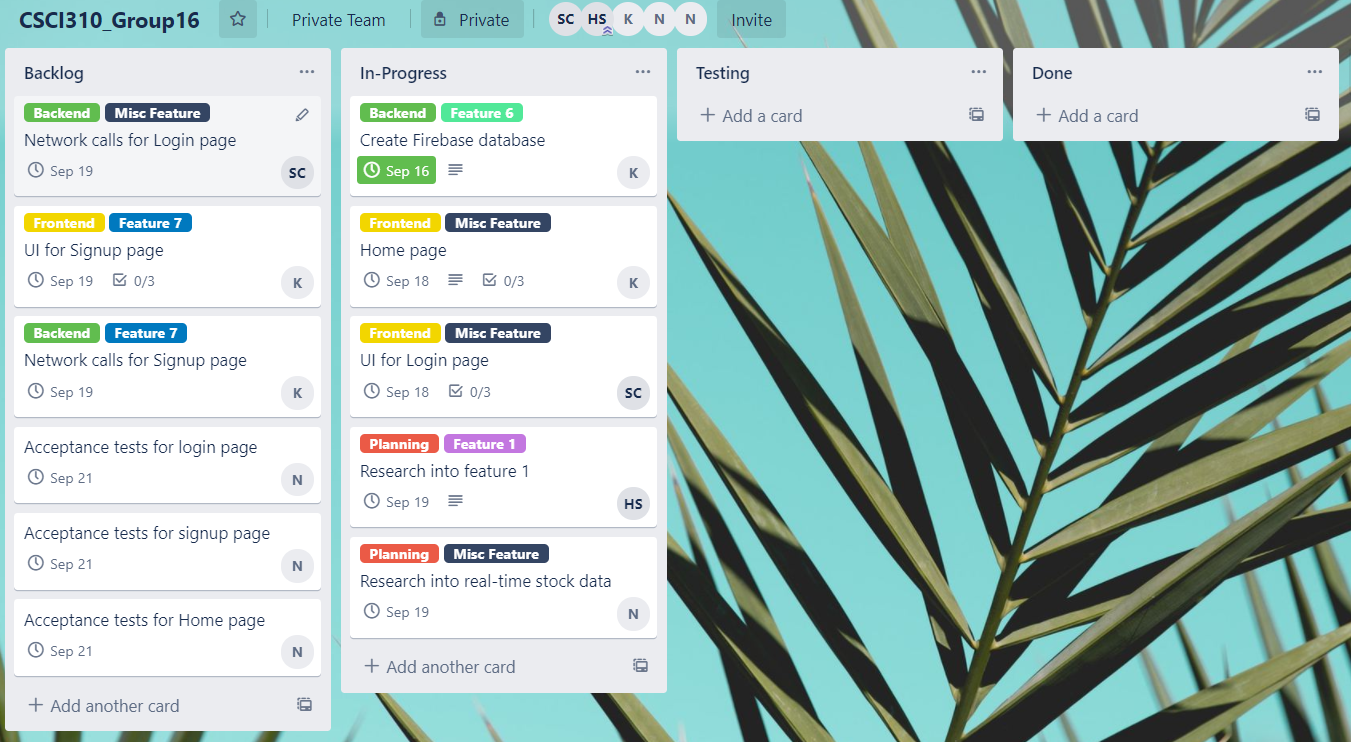 CSCI310_Group16 Private Team Private SC HS K N N Invite
Backlog
Backend Misc Feature
Network calls for Login page
Sep 19 SC
Frontend Feature 7
UI for Signup page
Sep 19 0/3 K
Backend Feature 7
Network calls for Signup page
Sep 19 K
Acceptance tests for login page
Sep 21 N
Acceptance tests for signup page
Sep 21 N
Acceptance tests for Home page
Sep 21 N
+ Add another card
In-Progress
Backend Feature 6
Create Firebase database
Sep 16 K
Frontend Misc Feature
Home page
Sep 18 0/3 K
Frontend Misc Feature
UI for Login page
Sep 18 0/3 SC
Planning Feature 1
Research into feature 1
Sep 19 HS
Planning Misc Feature
Research into real-time stock data
Sep 19 N
+ Add another card
Testing
+ Add a card
Done
+ Add a card